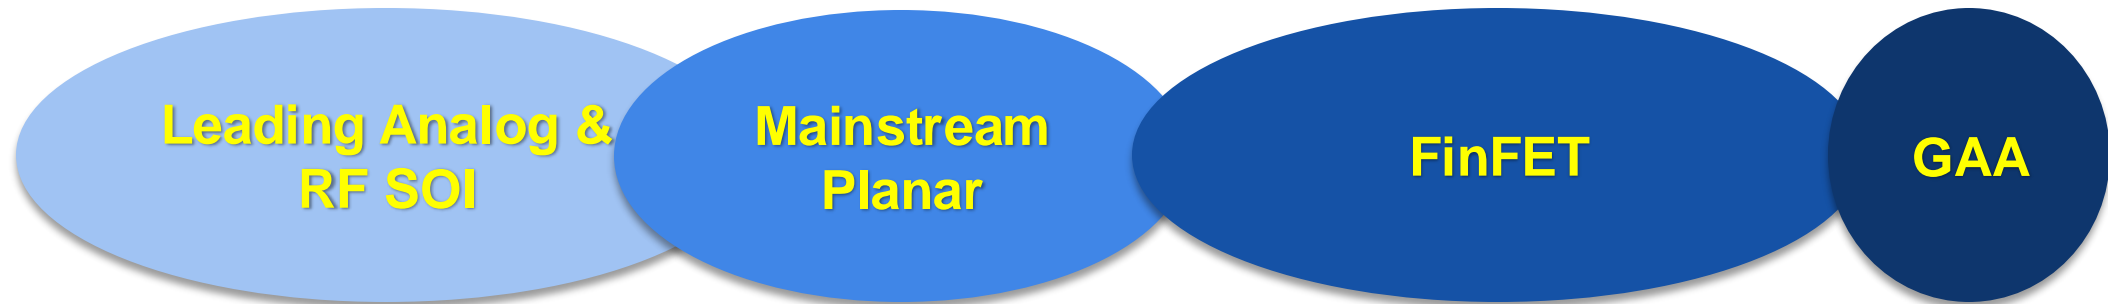 Leading Analog &
RF SOI
Mainstream
Planar
FinFET
GAA